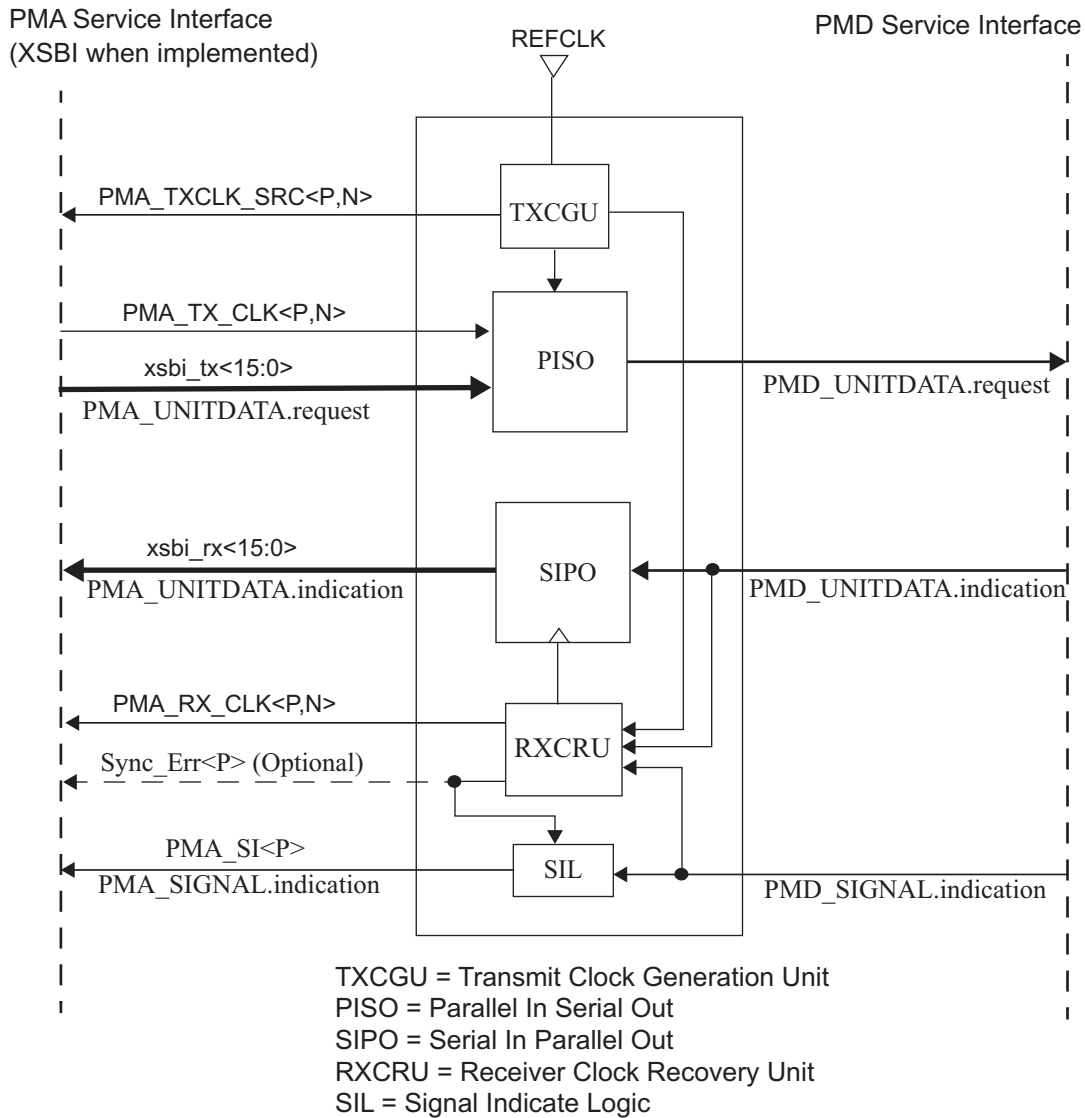 PMA Service Interface
(XSBI when implemented)
REFCLK
PMD Service Interface
PMA_TXCLK_SRC<P,N>
TXCGU
PMA_TX_CLK<P,N>
xsbi_tx<15:0>
PMA_UNITDATA.request
PISO
PMD_UNITDATA.request
xsbi_rx<15:0>
PMA_UNITDATA.indication
SIPO
PMD_UNITDATA.indication
PMA_RX_CLK<P,N>
RXCRU
Sync_Err<P> (Optional)
PMA_SI<P>
PMA_SIGNAL.indication
SIL
PMD_SIGNAL.indication
TXCGU = Transmit Clock Generation Unit
PISO = Parallel In Serial Out
SIPO = Serial In Parallel Out
RXCRU = Receiver Clock Recovery Unit
SIL = Signal Indicate Logic